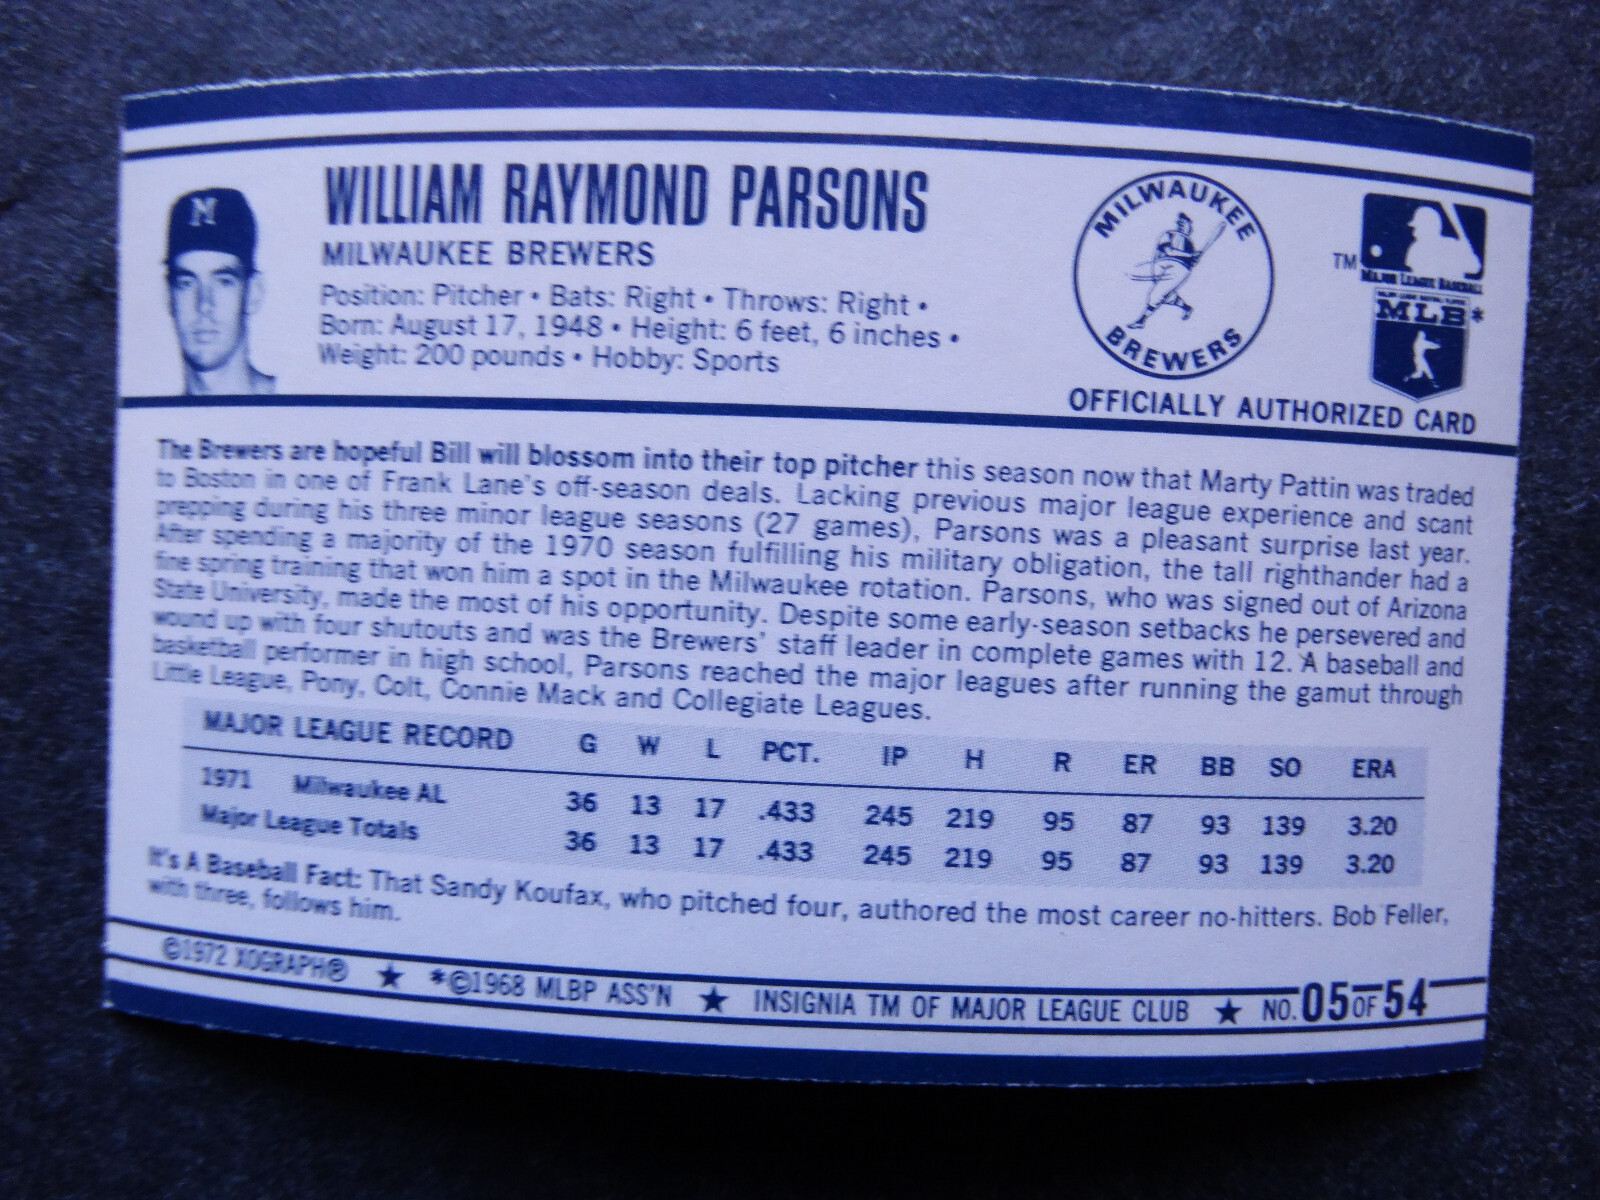 M
WILLIAM RAYMOND PARSONS
MILWAUKEE BREWERS
Position: Pitcher • Bats: Right • Throws: Right •
Born: August 17, 1948 • Height: 6 feet, 6 inches •
Weight: 200 pounds • Hobby: Sports
MILWAUKEE
BREWERS
TM
MAJOR LEAGUE BASEBALL
MLB*
OFFICIALLY AUTHORIZED CARD
The Brewers are hopeful Bill will blossom into their top pitcher this season now that Marty Pattin was traded
to Boston in one of Frank Lane's off-season deals. Lacking previous major league experience and scant
prepping during his three minor league seasons (27 games), Parsons was a pleasant surprise last year.
After spending a majority of the 1970 season fulfilling his military obligation, the tall righthander had a
fine spring training that won him a spot in the Milwaukee rotation. Parsons, who was signed out of Arizona
State University, made the most of his opportunity. Despite some early-season setbacks he persevered and
wound up with four shutouts and was the Brewers' staff leader in complete games with 12. A baseball and
basketball performer in high school, Parsons reached the major leagues after running the gamut through
Little League, Pony, Colt, Connie Mack and Collegiate Leagues.
MAJOR LEAGUE RECORD G W L PCT. IP H R ER BB SO ERA
1971 Milwaukee AL 36 13 17 .433 245 219 95 87 93 139 3.20
Major League Totals 36 13 17 .433 245 219 95 87 93 139 3.20
It's A Baseball Fact: That Sandy Koufax, who pitched four, authored the most career no-hitters. Bob Feller,
with three, follows him.
©1972 XOGRAPH® ★ *©1968 MLBP ASS'N ★ INSIGNIA TM OF MAJOR LEAGUE CLUB ★ NO. 05 OF 54